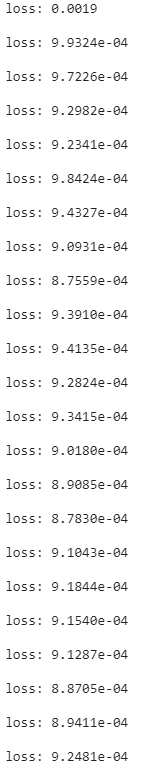 loss: 0.0019
loss: 9.9324e-04
loss: 9.7226e-04
loss: 9.2982e-04
loss: 9.2341e-04
loss: 9.8424e-04
loss: 9.4327e-04
loss: 9.0931e-04
loss: 8.7559e-04
loss: 9.3910e-04
loss: 9.4135e-04
loss: 9.2824e-04
loss: 9.3415e-04
loss: 9.0180e-04
loss: 8.9085e-04
loss: 8.7830e-04
loss: 9.1043e-04
loss: 9.1844e-04
loss: 9.1540e-04
loss: 9.1287e-04
loss: 8.8705e-04
loss: 8.9411e-04
loss: 9.2481e-04